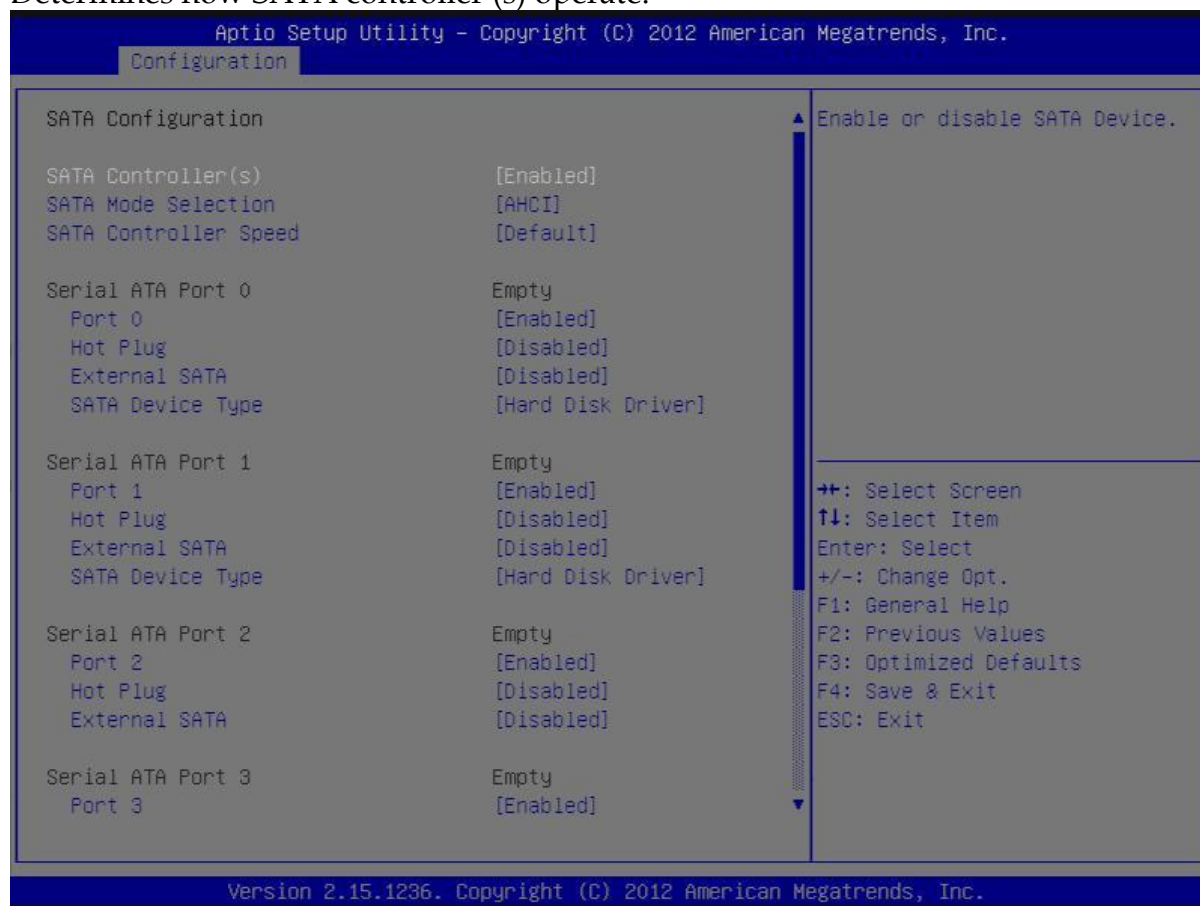 Determines how SATA controller (s) operate.
Aptio Setup Utility – Copyright (C) 2012 American Megatrends, Inc.
Configuration
SATA Configuration
SATA Controller(s) [Enabled]
SATA Mode Selection [AHCI]
SATA Controller Speed [Default]
Serial ATA Port 0 Empty
Port 0 [Enabled]
Hot Plug [Disabled]
External SATA [Disabled]
SATA Device Type [Hard Disk Driver]
Serial ATA Port 1 Empty
Port 1 [Enabled]
Hot Plug [Disabled]
External SATA [Disabled]
SATA Device Type [Hard Disk Driver]
Serial ATA Port 2 Empty
Port 2 [Enabled]
Hot Plug [Disabled]
External SATA [Disabled]
Serial ATA Port 3 Empty
Port 3 [Enabled]
Enable or disable SATA Device.
→←: Select Screen
↑↓: Select Item
Enter: Select
+/-: Change Opt.
F1: General Help
F2: Previous Values
F3: Optimized Defaults
F4: Save & Exit
ESC: Exit
Version 2.15.1236. Copyright (C) 2012 American Megatrends, Inc.